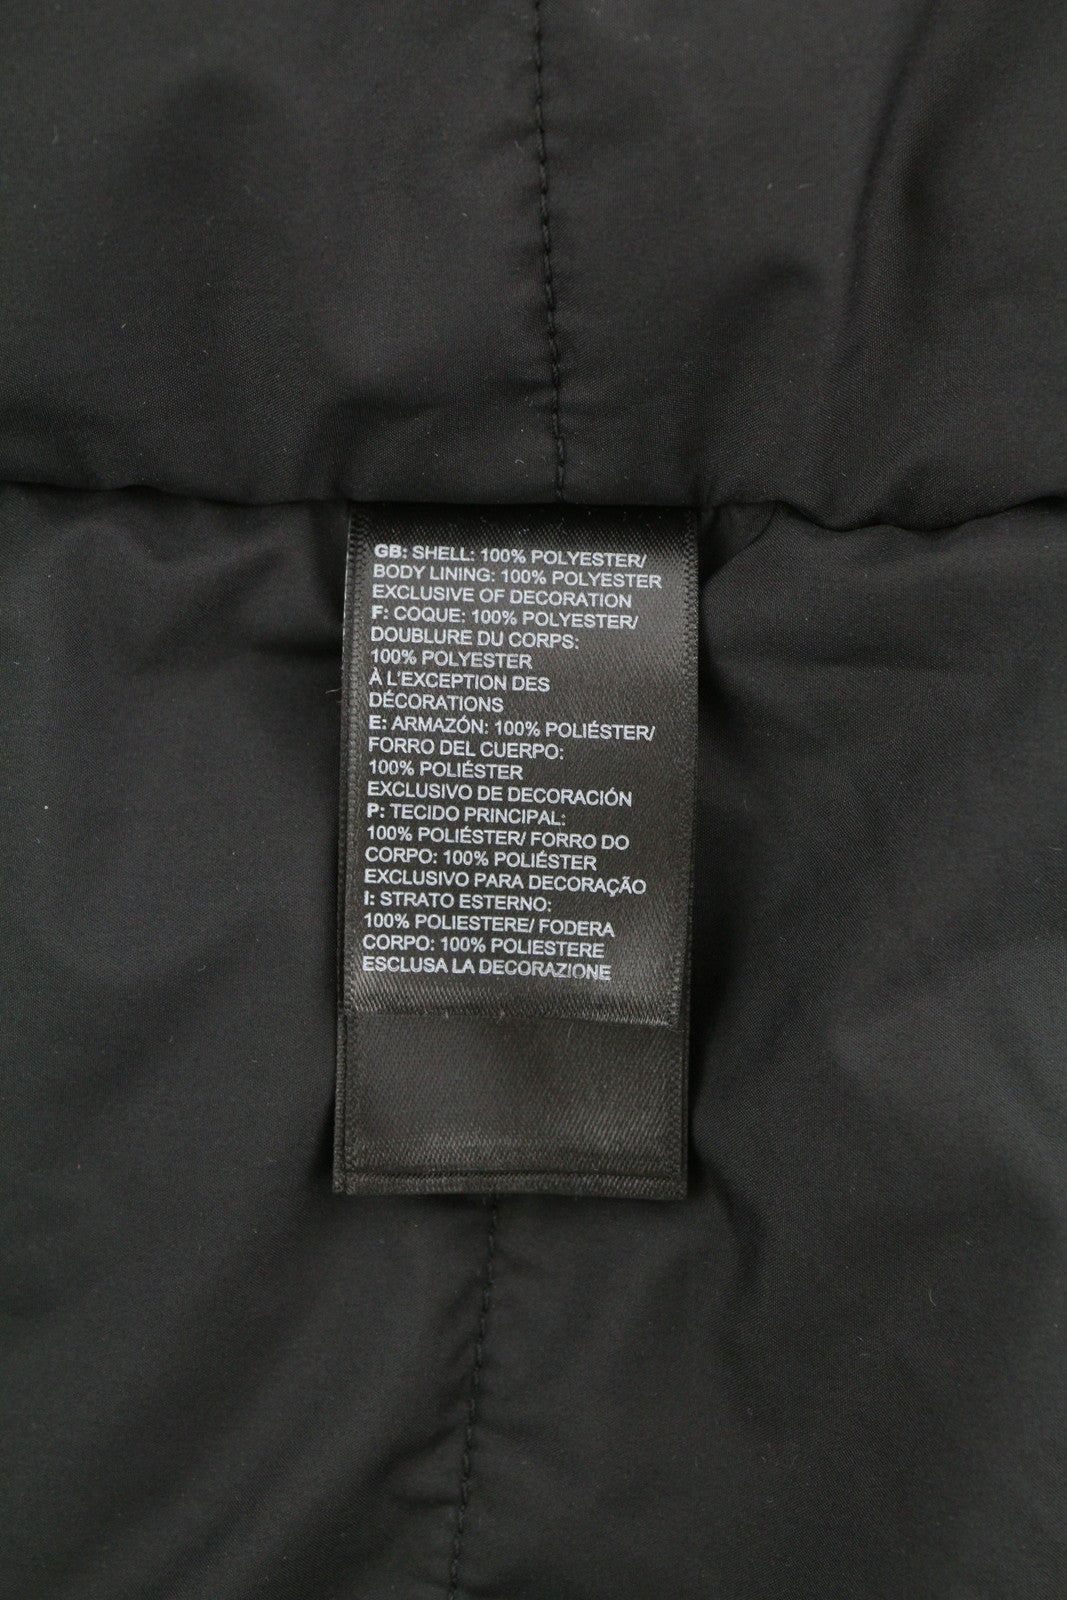 GB: SHELL: 100% POLYESTER/
BODY LINING: 100% POLYESTER
EXCLUSIVE OF DECORATION
F: COQUE: 100% POLYESTER/
DOUBLURE DU CORPS:
100% POLYESTER
À L'EXCEPTION DES
DÉCORATIONS
E: ARMAZÓN: 100% POLIÉSTER/
FORRO DEL CUERPO:
100% POLIÉSTER
EXCLUSIVO DE DECORACIÓN
P: TECIDO PRINCIPAL:
100% POLIÉSTER/ FORRO DO
CORPO: 100% POLIÉSTER
EXCLUSIVO PARA DECORAÇÃO
I: STRATO ESTERNO:
100% POLIESTERE/ FODERA
CORPO: 100% POLIESTERE
ESCLUSA LA DECORAZIONE